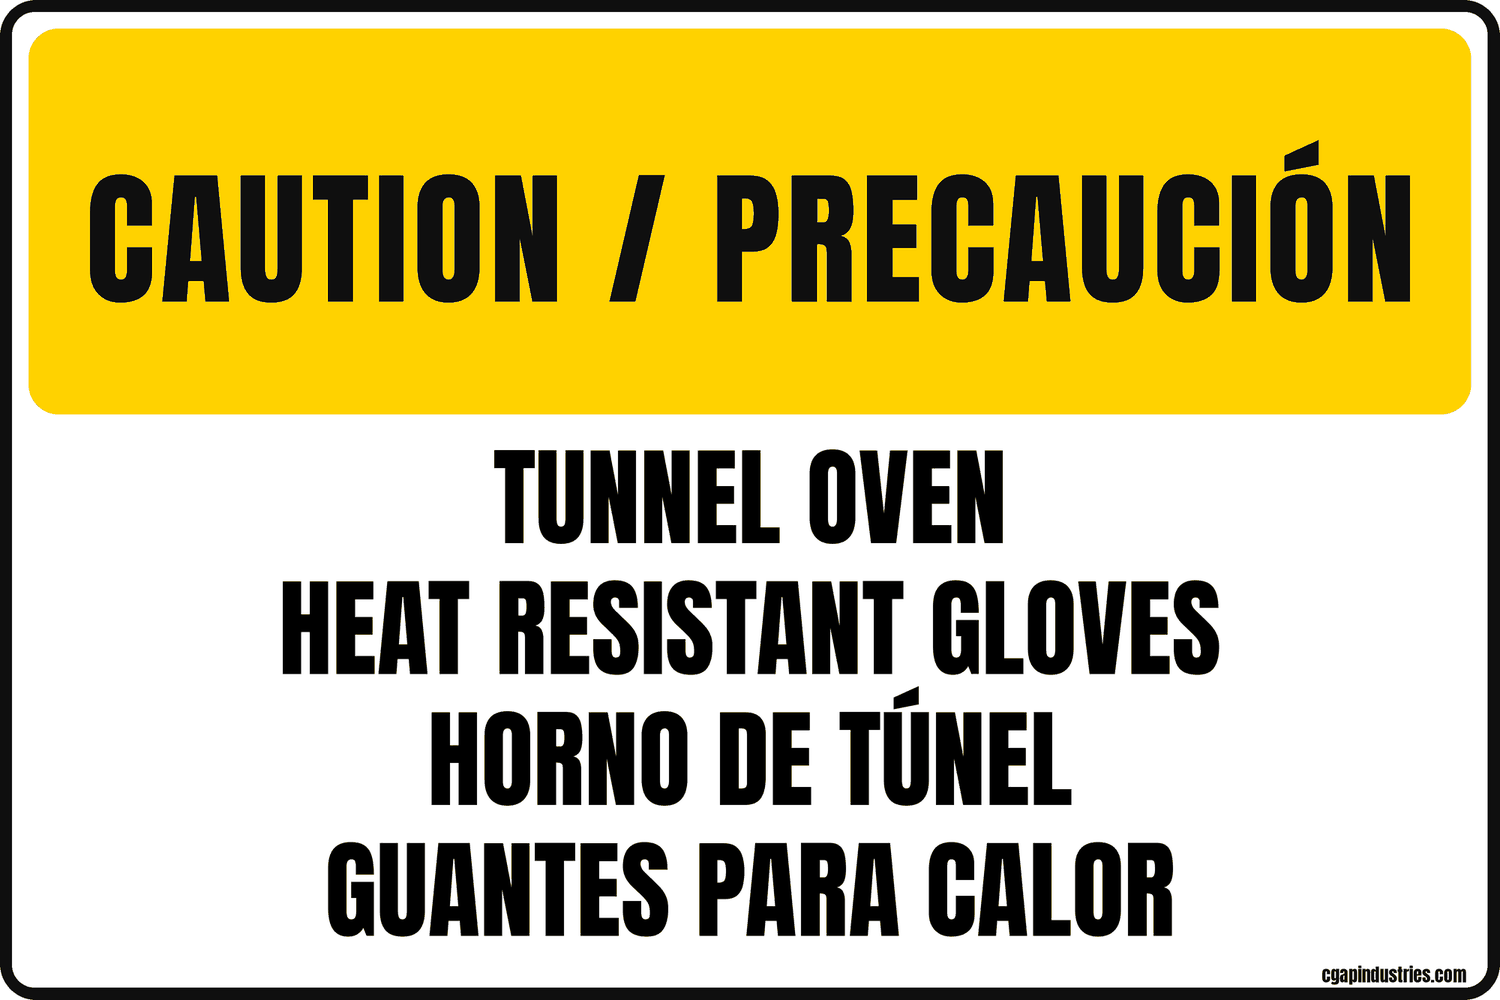 CAUTION / PRECAUCIÓN
TUNNEL OVEN
HEAT RESISTANT GLOVES
HORNO DE TÚNEL
GUANTES PARA CALOR
cgapindustries.com